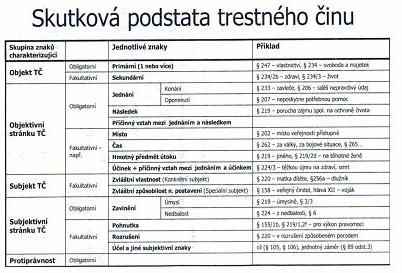 Skutková podstata trestného činu
Skupina znaků charakterizující
Jednotlivé znaky
Příklad
Objekt TČ
Obligatorní
Primární (1 nebo více)
§ 247 – vlastnictví, § 234 – svoboda a majetek
Fakultativní
Sekundární
§ 234/2b – zdraví, § 234/3 – život
Objektivní stránku TČ
Obligatorní
Jednání
Konání
§ 233 – zavleče, § 206 – sdělí nepravdivý údaj
Opominutí
§ 207 – neposkytne potřebnou pomoc
Následek
§ 219 – porucha zájmu spol. na ochraně života
Příčinný vztah mezi jednáním a následkem
Fakultativní – např.
Místo
§ 202 – místo veřejnosti přístupné
Čas
§ 262 – za války, za bojové situace, § 265…
Hmotný předmět útoku
§ 219 – jiného, § 219/2d – na těhotné ženě
Účinek + příčinný vztah mezi jednáním a účinkem
§ 224/3 – těžkou újmu na zdraví, smrt
Subjekt TČ
Fakultativní
Zvláštní vlastnost (Konkrétní subjekt)
§ 220 – matka dítěte, §256a – dlužník
Zvláštní způsobilost n. postavení (Speciální subjekt)
§ 158 – veřejný činitel, hlava XII – voják
Subjektivní stránku TČ
Obligatorní
Zavinění
Úmysl
§ 219 – úmyslně, § 3/3
Nedbalost
§ 224 – z nedbalosti, § 6
Fakultativní
Pohnutka
§ 155/1b, § 219/1,2f – pro výkon pravomoci
Rozrušení
§ 220 – v rozrušení způsobeném porodem
Účel a jiné subjektivní znaky
cíl (§ 105, § 106), jednotný záměr (§ 89 odst.3)
Protiprávnost
Obligatorní